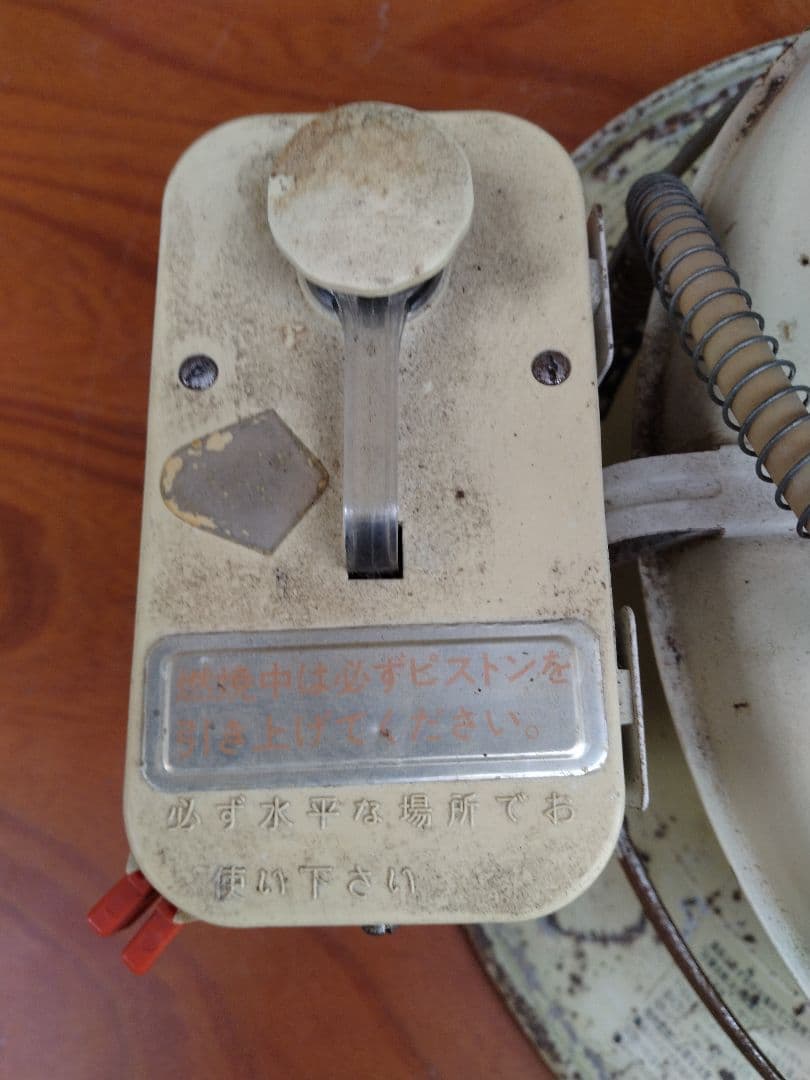 燃焼中は必ずピストンを
引き上げてください。
必ず水平な場所でお
使い下さい